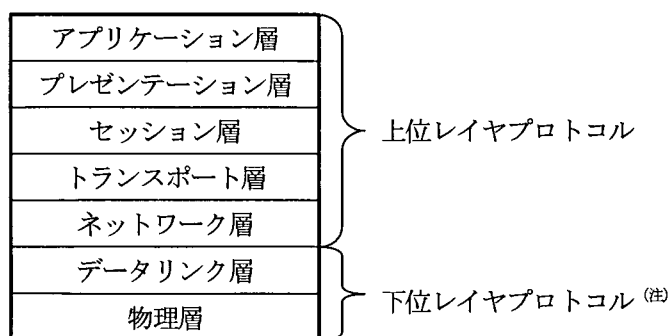 アプリケーション層
プレゼンテーション層
セッション層
トランスポート層
ネットワーク層
データリンク層
物理層
上位レイヤプロトコル
下位レイヤプロトコル(注)